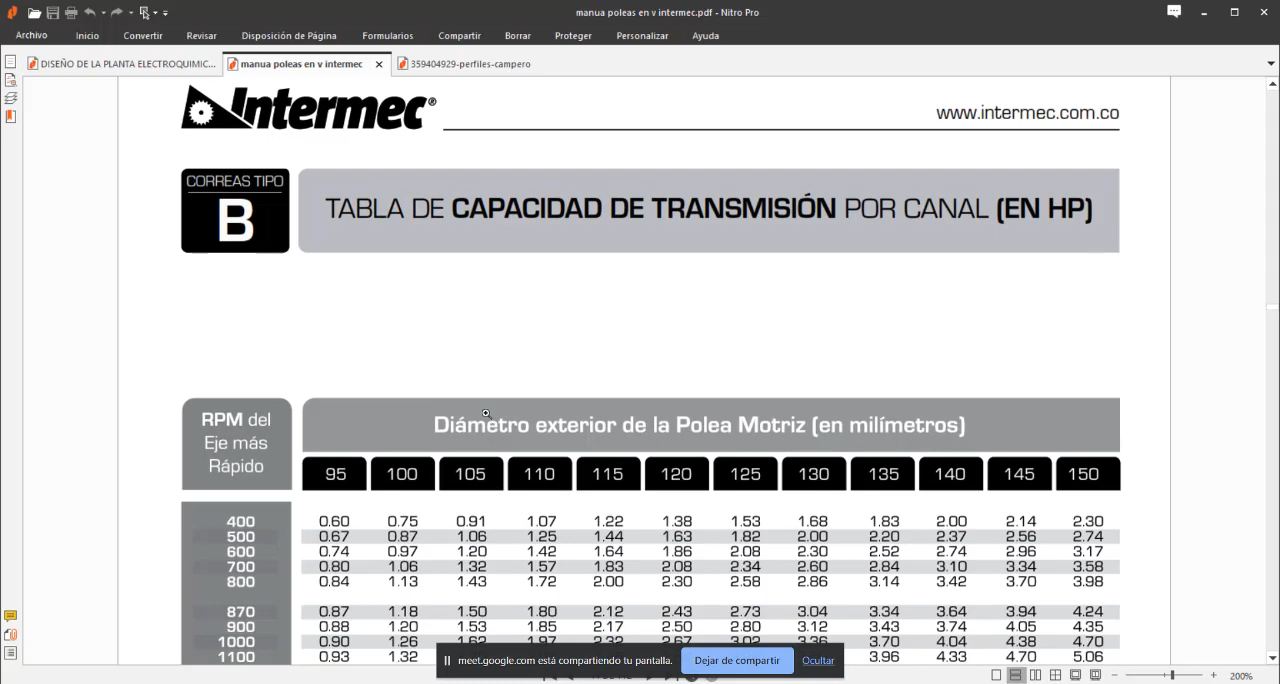 manua poleas en v intermec.pdf - Nitro Pro
Archivo Inicio Convertir Revisar Disposición de Página Formularios Compartir Borrar Proteger Personalizar Ayuda
DISEÑO DE LA PLANTA ELECTROQUIMIC... manua poleas en v intermec 359404929-perfiles-campero
Intermec® www.intermec.com.co
CORREAS TIPO
B
TABLA DE CAPACIDAD DE TRANSMISIÓN POR CANAL (EN HP)
RPM del
Eje más
Rápido
Diámetro exterior de la Polea Motriz (en milímetros)
95 100 105 110 115 120 125 130 135 140 145 150
400 0.60 0.75 0.91 1.07 1.22 1.38 1.53 1.68 1.83 2.00 2.14 2.30
500 0.67 0.87 1.06 1.25 1.44 1.63 1.82 2.00 2.20 2.37 2.56 2.74
600 0.74 0.97 1.20 1.42 1.64 1.86 2.08 2.30 2.52 2.74 2.96 3.17
700 0.80 1.06 1.32 1.57 1.83 2.08 2.34 2.60 2.84 3.10 3.34 3.58
800 0.84 1.13 1.43 1.72 2.00 2.30 2.58 2.86 3.14 3.42 3.70 3.98
870 0.87 1.18 1.50 1.80 2.12 2.43 2.73 3.04 3.34 3.64 3.94 4.24
900 0.88 1.20 1.53 1.85 2.17 2.50 2.80 3.12 3.43 3.74 4.05 4.35
1000 0.90 1.26 1.62 1.97 2.32 2.67 3.02 3.36 3.70 4.04 4.38 4.70
1100 0.93 1.32 3.96 4.33 4.70 5.06
meet.google.com está compartiendo tu pantalla. Dejar de compartir Ocultar
200%